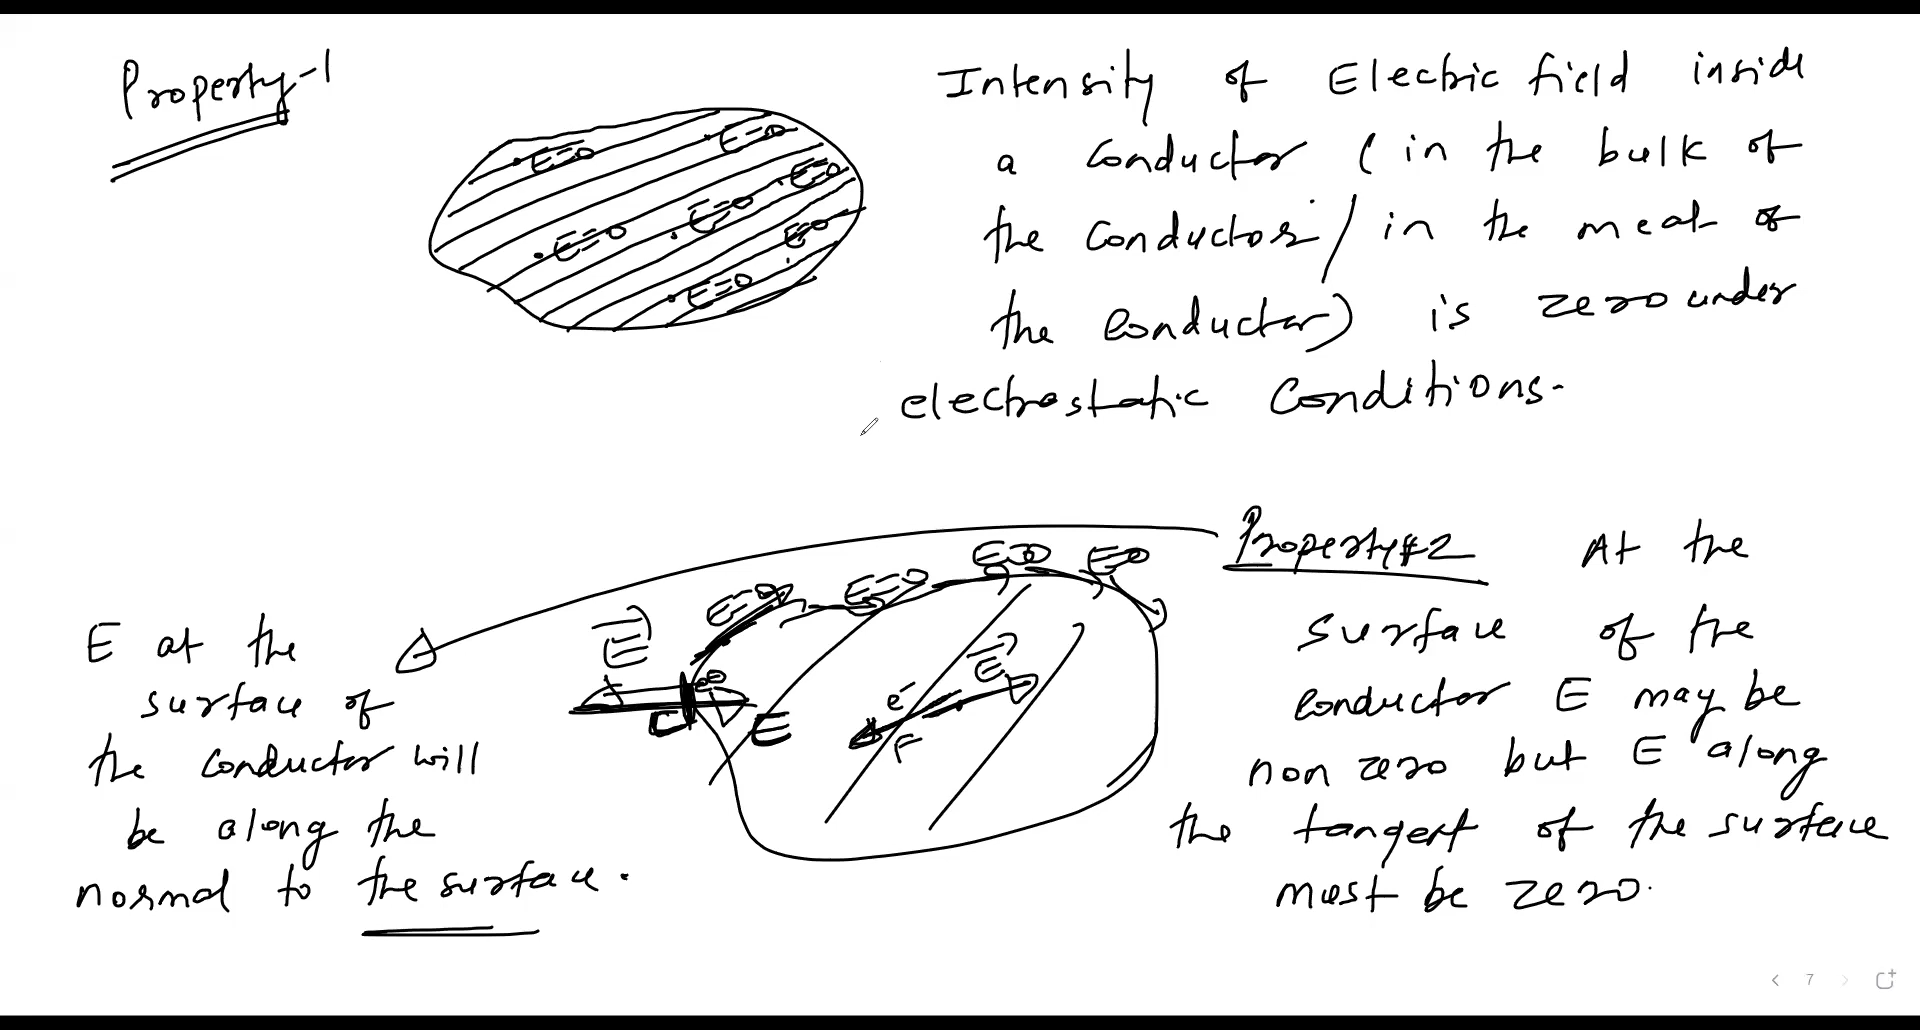 Property-1
Intensity of Electric field inside
a conductor (in the bulk of
the conductor / in the meat of
the conductor) is zero under
electrostatic conditions.
E=0
E=0
E=0
E=0
E=0
E=0
E=0
Property#2 At the
surface of the
conductor E may be
non zero but E along
the tangent of the surface
must be zero.
E=0
E=0
E=0
E=0
E
E
E
e-
F
E at the
surface of
the conductor will
be along the
normal to the surface.
7